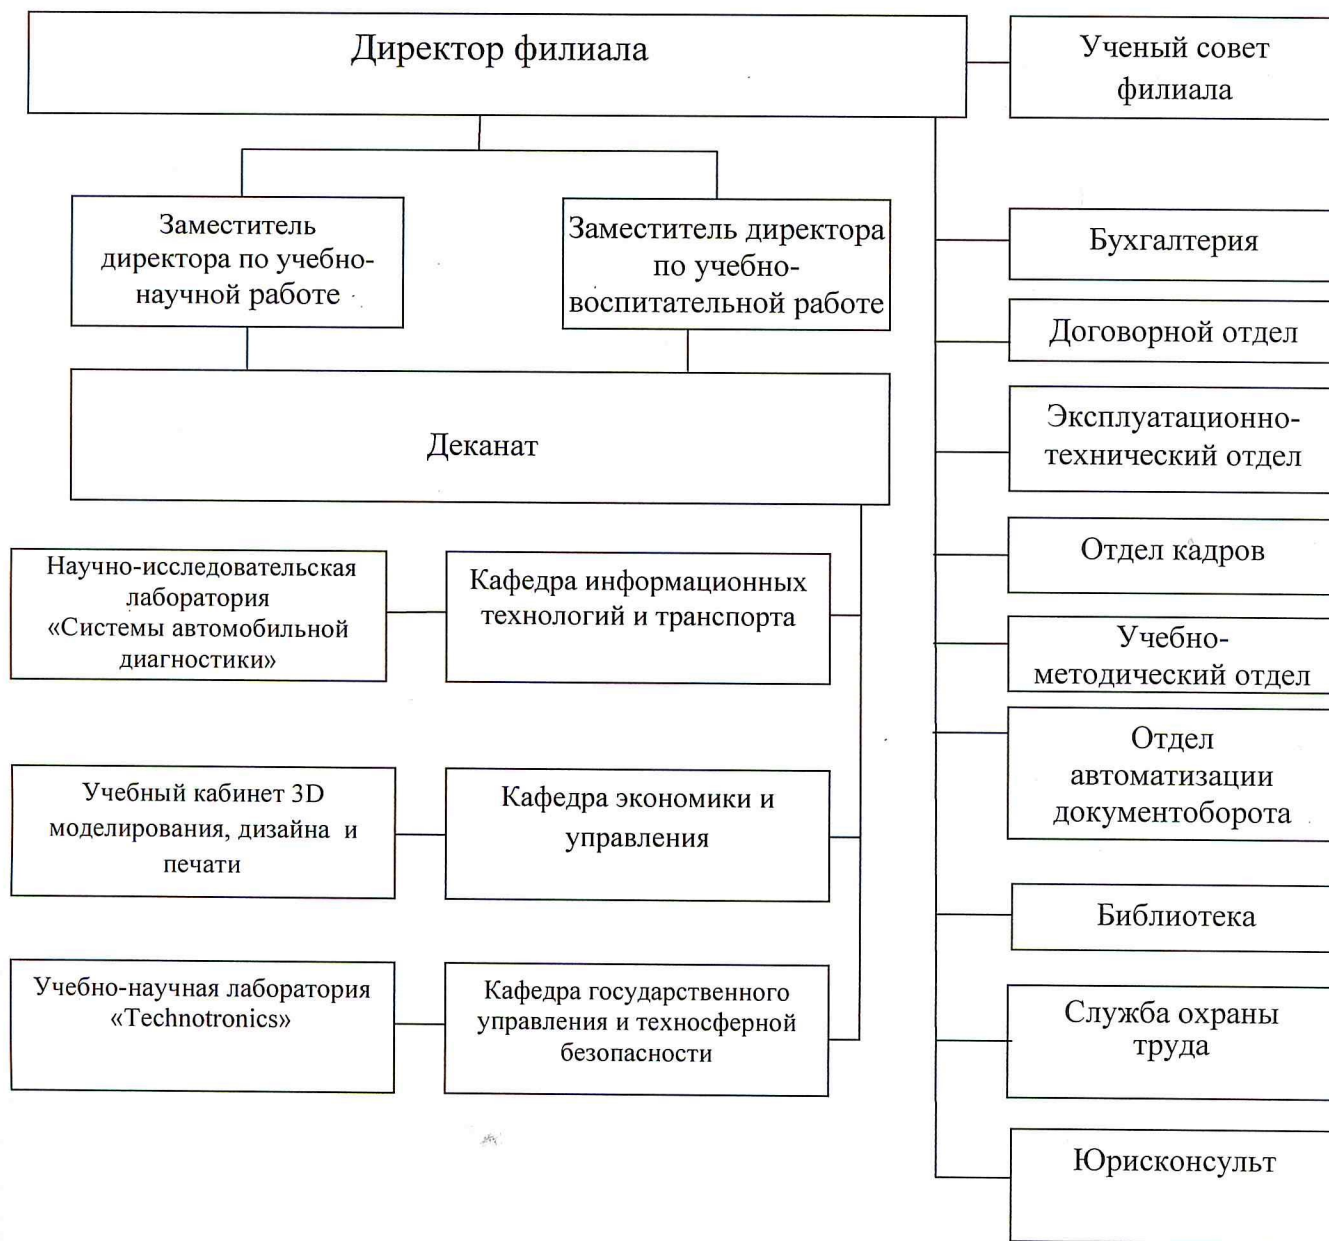 Директор филиала
Ученый совет
филиала
Заместитель
директора по учебно-
научной работе
Заместитель директора
по учебно-
воспитательной работе
Бухгалтерия
Договорной отдел
Деканат
Эксплуатационно-
технический отдел
Отдел кадров
Научно-исследовательская
лаборатория
«Системы автомобильной
диагностики»
Кафедра информационных
технологий и транспорта
Учебно-
методический отдел
Отдел
автоматизации
документоборота
Учебный кабинет 3D
моделирования, дизайна и
печати
Кафедра экономики и
управления
Библиотека
Учебно-научная лаборатория
«Technotronics»
Кафедра государственного
управления и техносферной
безопасности
Служба охраны
труда
Юрисконсульт